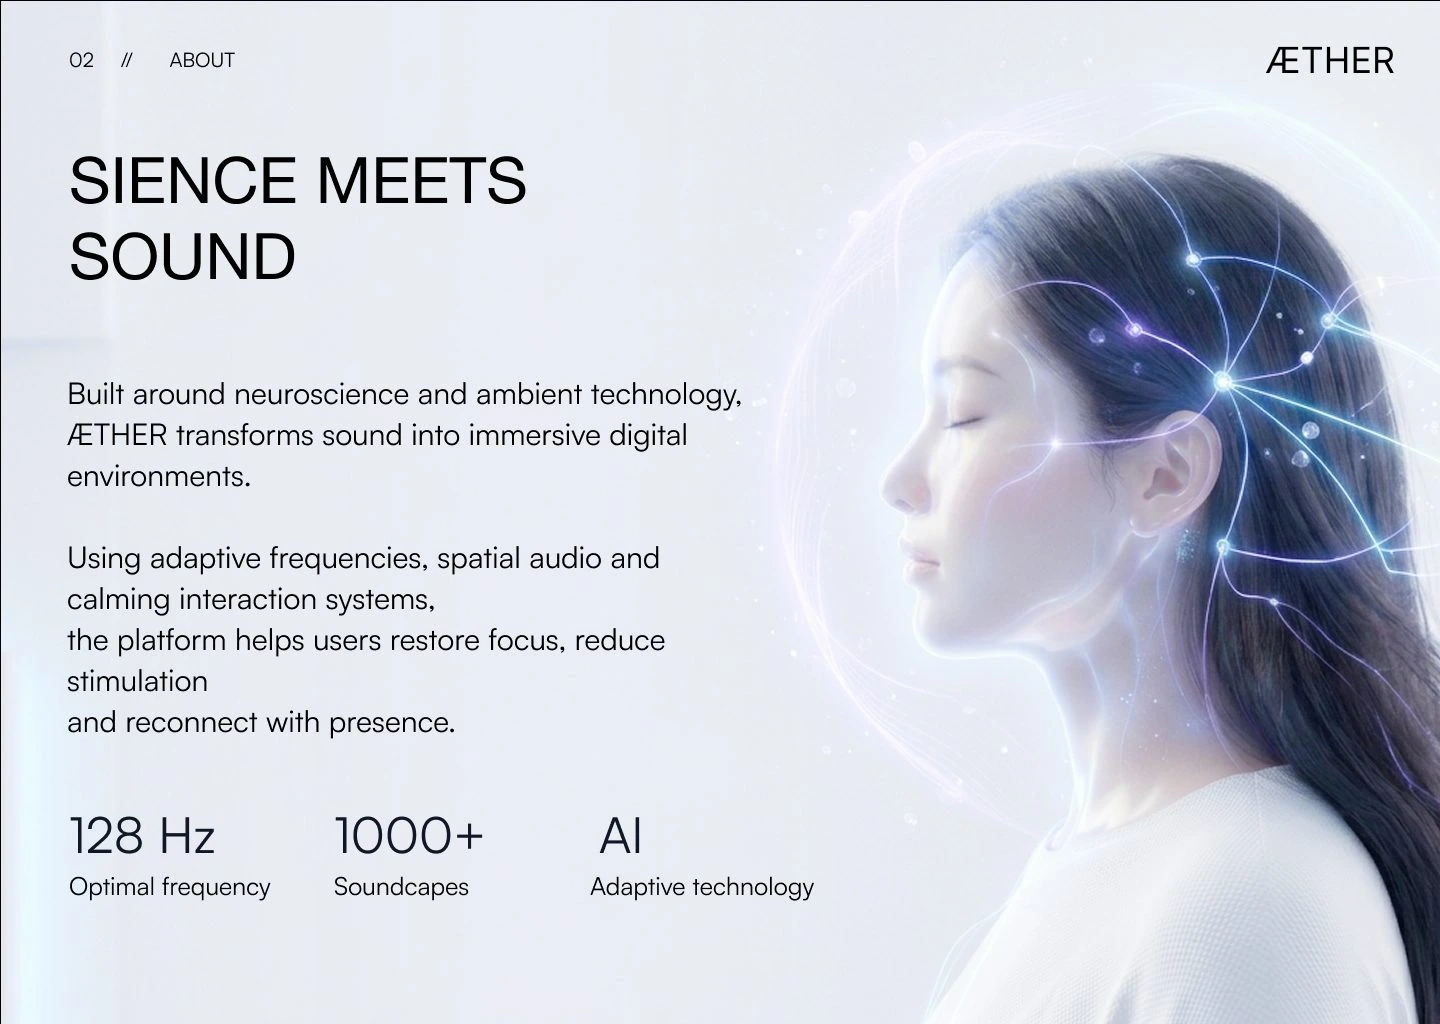 02 // ABOUT
ÆTHER
SIENCE MEETS
SOUND
Built around neuroscience and ambient technology,
ÆTHER transforms sound into immersive digital
environments.
Using adaptive frequencies, spatial audio and
calming interaction systems,
the platform helps users restore focus, reduce
stimulation
and reconnect with presence.
128 Hz
1000+
AI
Optimal frequency
Soundcapes
Adaptive technology